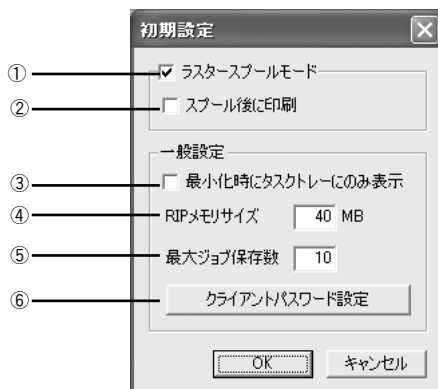 初期設定
① ラスタースプールモード
② スプール後に印刷
一般設定
③ 最小化時にタスクトレーにのみ表示
④ RIPメモリサイズ 40 MB
⑤ 最大ジョブ保存数 10
⑥ クライアントパスワード設定
OK キャンセル